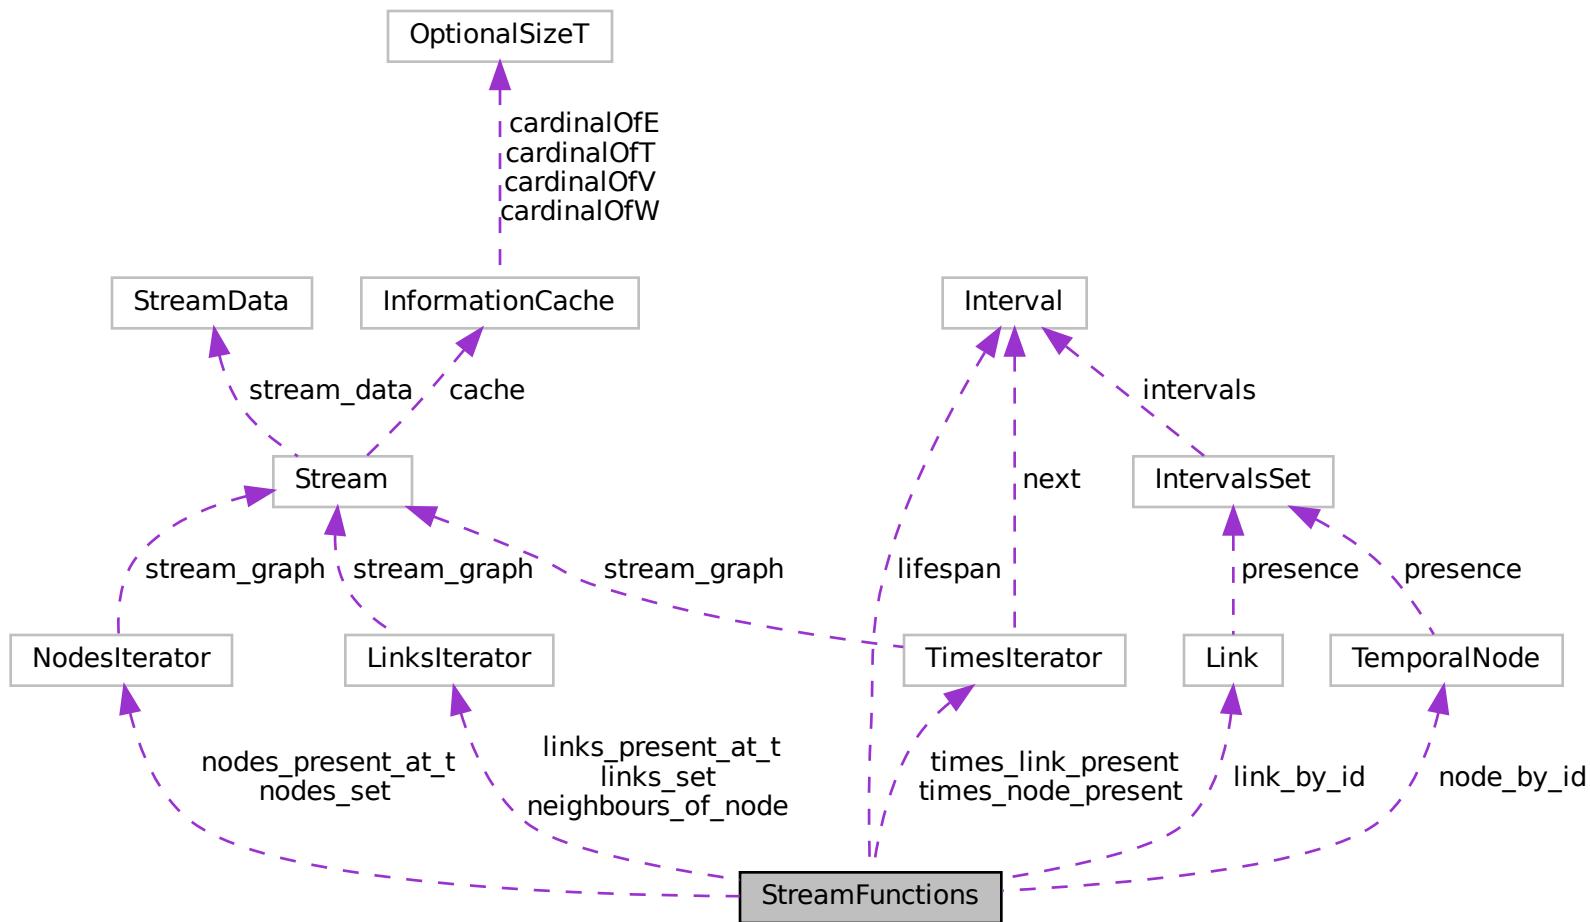 OptionalSizeT
cardinalOfE
cardinalOfT
cardinalOfV
cardinalOfW
StreamData
InformationCache
Interval
stream_data
cache
intervals
Stream
next
IntervalsSet
stream_graph
stream_graph
stream_graph
lifespan
presence
presence
NodesIterator
LinksIterator
TimesIterator
Link
TemporalNode
nodes_present_at_t
nodes_set
links_present_at_t
links_set
neighbours_of_node
times_link_present
times_node_present
link_by_id
node_by_id
StreamFunctions